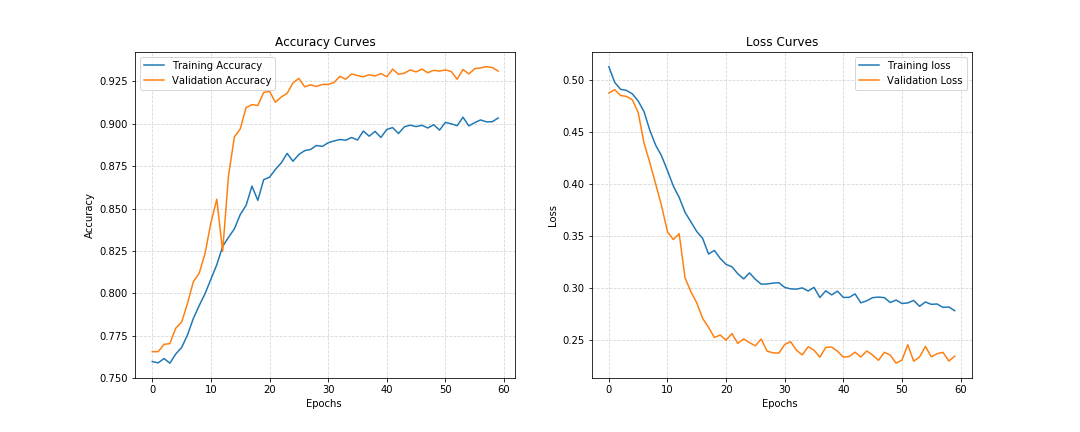 Accuracy Curves
Training Accuracy
Validation Accuracy
0.925
0.900
0.875
0.850
0.825
0.800
0.775
0.750
Accuracy
0
10
20
30
40
50
60
Epochs
Loss Curves
Training loss
Validation Loss
0.50
0.45
0.40
0.35
0.30
0.25
Loss
0
10
20
30
40
50
60
Epochs